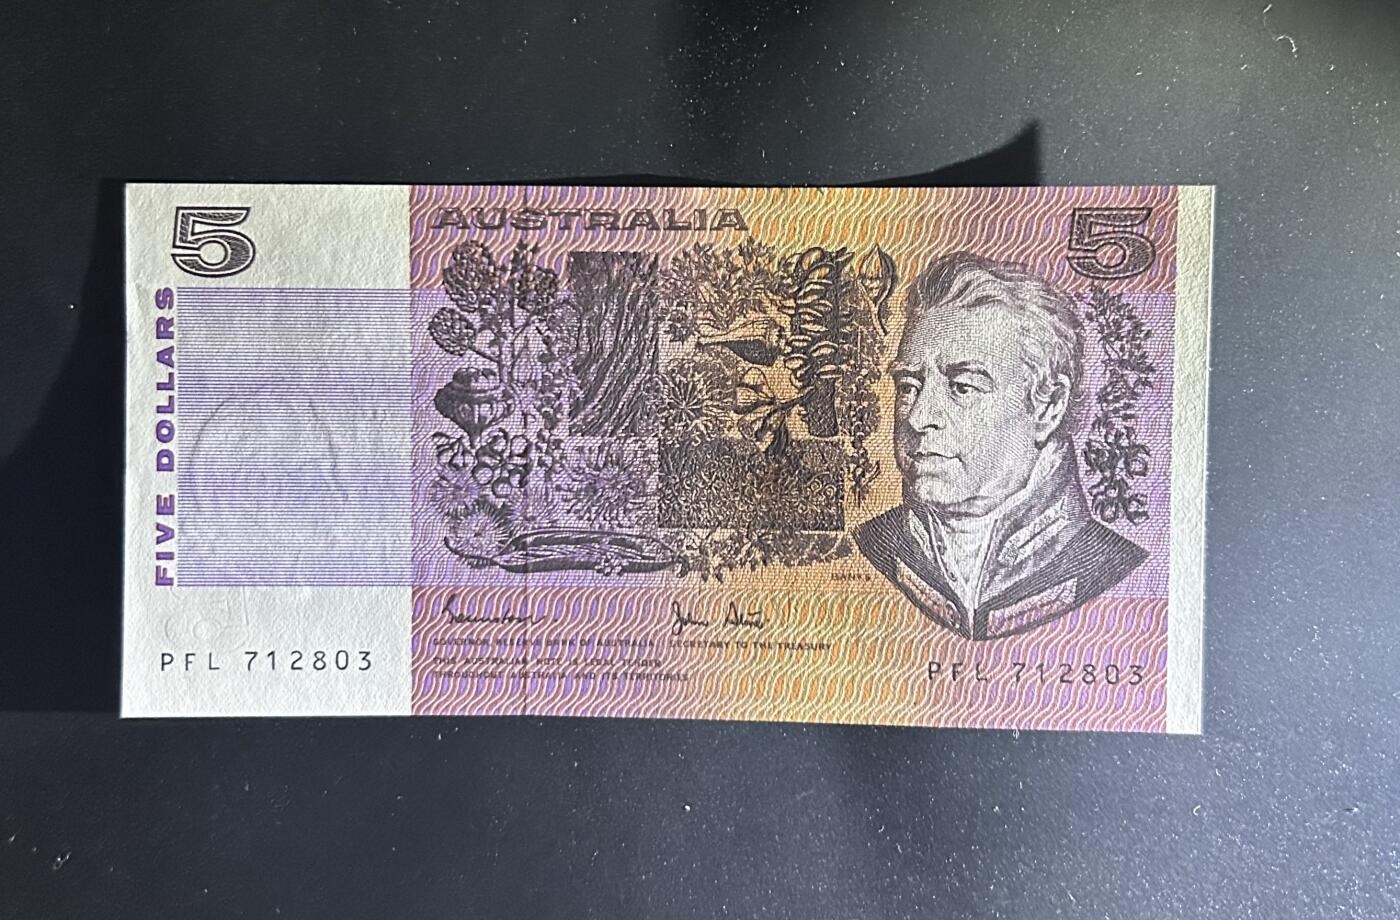 5
AUSTRALIA
5
FIVE DOLLARS
BANKS
GOVERNOR RESERVE BANK OF AUSTRALIA
SECRETARY TO THE TREASURY
THIS AUSTRALIAN NOTE IS LEGAL TENDER
THROUGHOUT AUSTRALIA AND ITS TERRITORIES
PFL 712803
PFL 712803